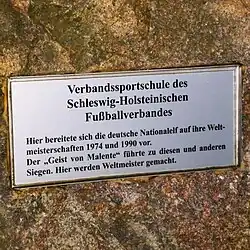 Verbandssportschule des
Schleswig-Holsteinischen
Fußballverbandes
Hier bereitete sich die deutsche Nationalelf auf ihre Welt-
meisterschaften 1974 und 1990 vor.
Der „Geist von Malente“ führte zu diesen und anderen
Siegen. Hier werden Weltmeister gemacht.